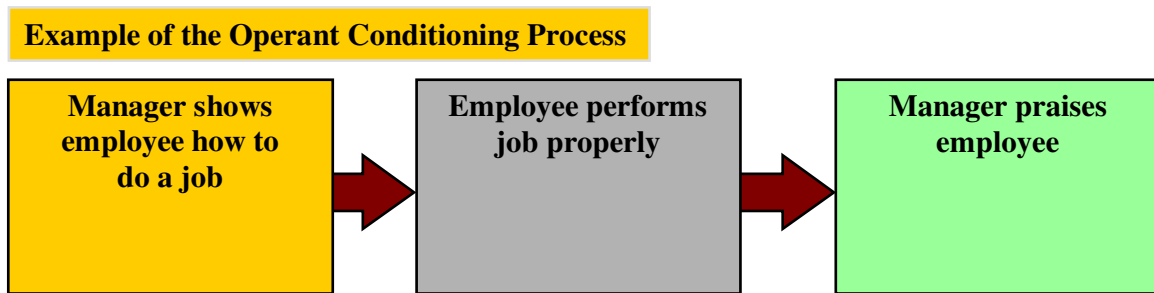 Example of the Operant Conditioning Process
Manager shows
employee how to
do a job
Employee performs
job properly
Manager praises
employee